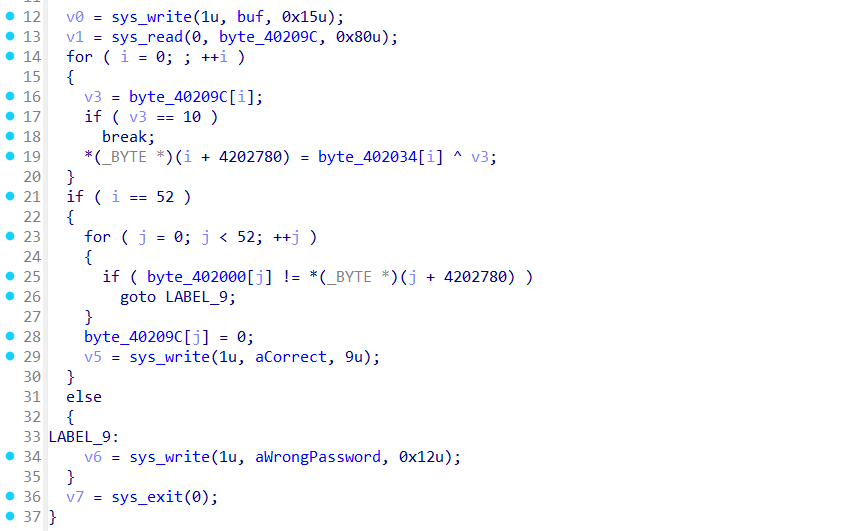 12 v0 = sys_write(1u, buf, 0x15u);
13 v1 = sys_read(0, byte_40209C, 0x80u);
14 for ( i = 0; ; ++i )
15 {
16 v3 = byte_40209C[i];
17 if ( v3 == 10 )
18 break;
19 *(_BYTE *)(i + 4202780) = byte_402034[i] ^ v3;
20 }
21 if ( i == 52 )
22 {
23 for ( j = 0; j < 52; ++j )
24 {
25 if ( byte_402000[j] != *(_BYTE *)(j + 4202780) )
26 goto LABEL_9;
27 }
28 byte_40209C[j] = 0;
29 v5 = sys_write(1u, aCorrect, 9u);
30 }
31 else
32 {
33 LABEL_9:
34 v6 = sys_write(1u, aWrongPassword, 0x12u);
35 }
36 v7 = sys_exit(0);
37 }